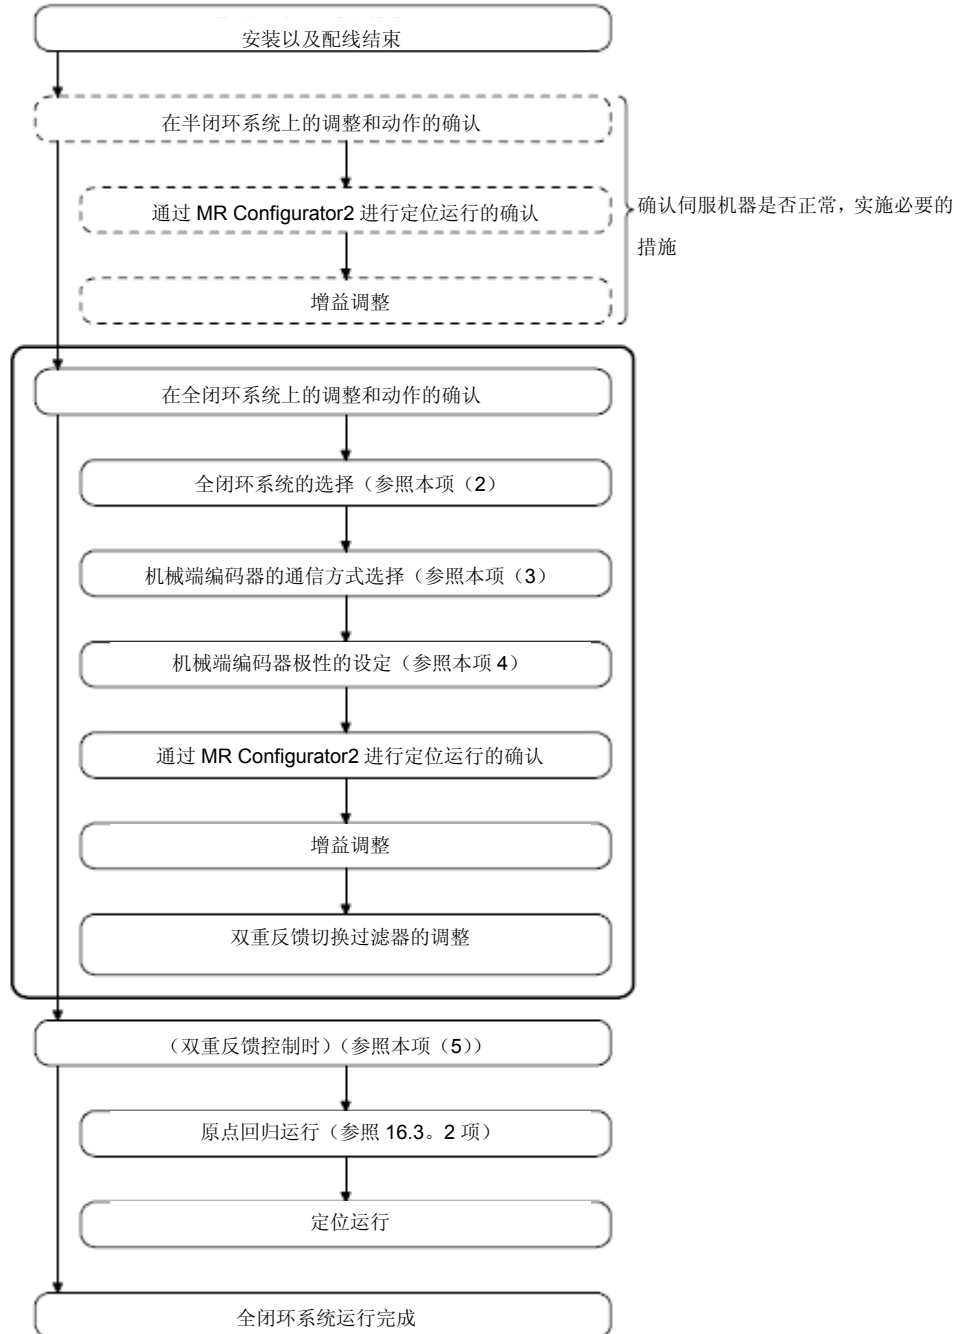 安装以及配线结束
在半闭环系统上的调整和动作的确认
通过 MR Configurator2 进行定位运行的确认
确认伺服机器是否正常，实施必要的
措施
增益调整
在全闭环系统上的调整和动作的确认
全闭环系统的选择（参照本项（2）
机械端编码器的通信方式选择（参照本项（3）
机械端编码器极性的设定（参照本项 4）
通过 MR Configurator2 进行定位运行的确认
增益调整
双重反馈切换过滤器的调整
（双重反馈控制时）（参照本项（5））
原点回归运行（参照 16.3。2 项）
定位运行
全闭环系统运行完成